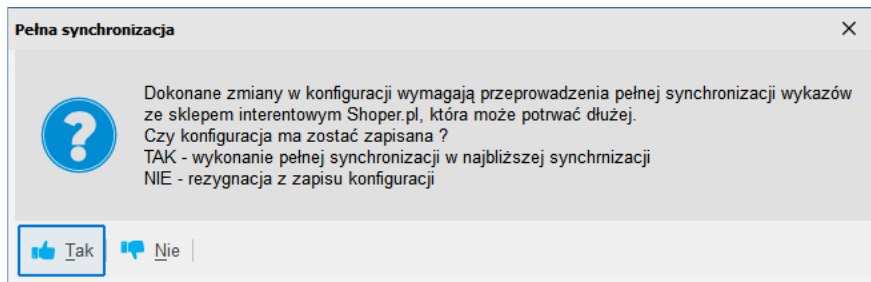 Pełna synchronizacja
Dokonane zmiany w konfiguracji wymagają przeprowadzenia pełnej synchronizacji wykazów
ze sklepem interentowym Shoper.pl, która może potrwać dłużej.
Czy konfiguracja ma zostać zapisana ?
TAK - wykonanie pełnej synchronizacji w najbliższej synchrnizacji
NIE - rezygnacja z zapisu konfiguracji
Tak Nie